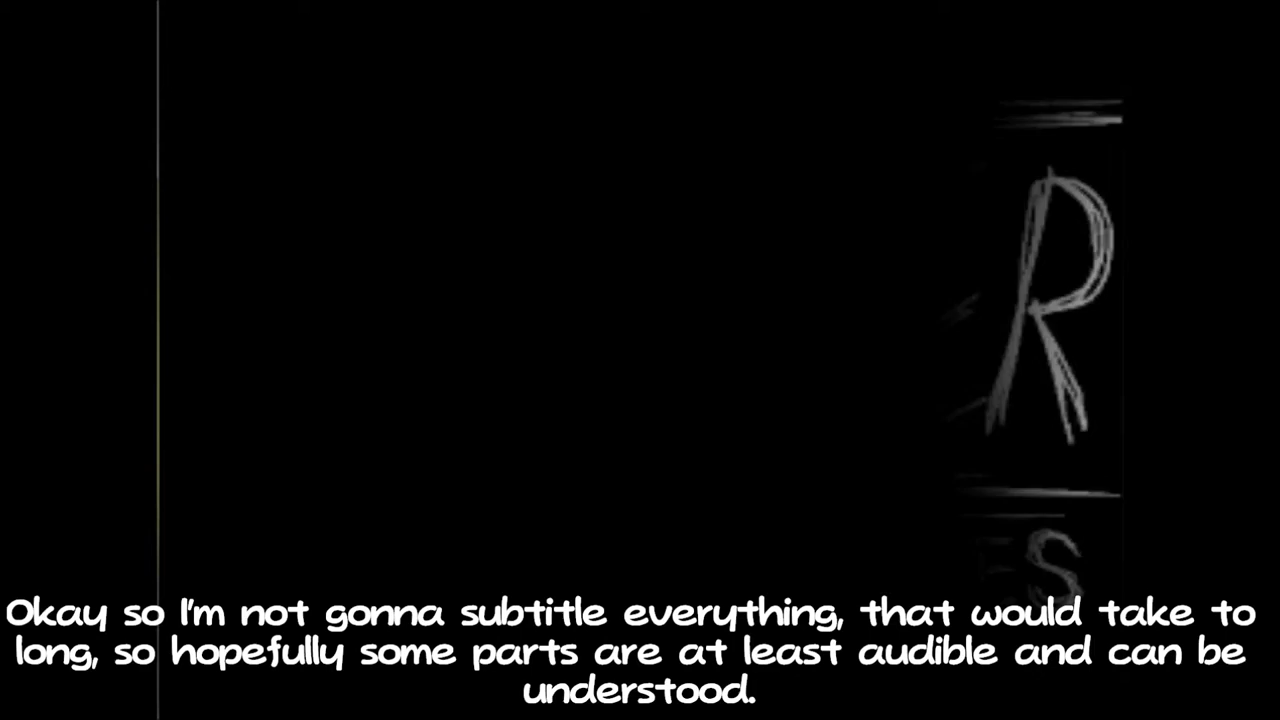 R
S
Okay so I'm not gonna subtitle everything, that would take to
long, so hopefully some parts are at least audible and can be
understood.